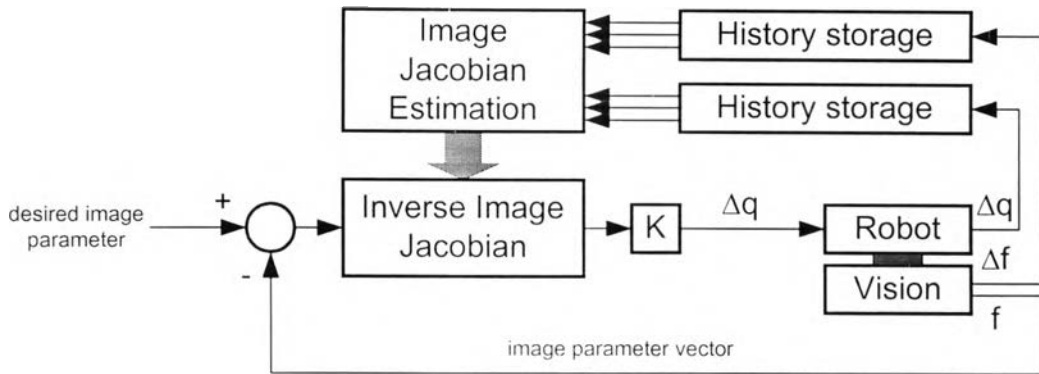 Image
Jacobian
Estimation
History storage
History storage
desired image
parameter
+
-
Inverse Image
Jacobian
K
Δq
Robot
Δq
Δf
Vision
f
image parameter vector